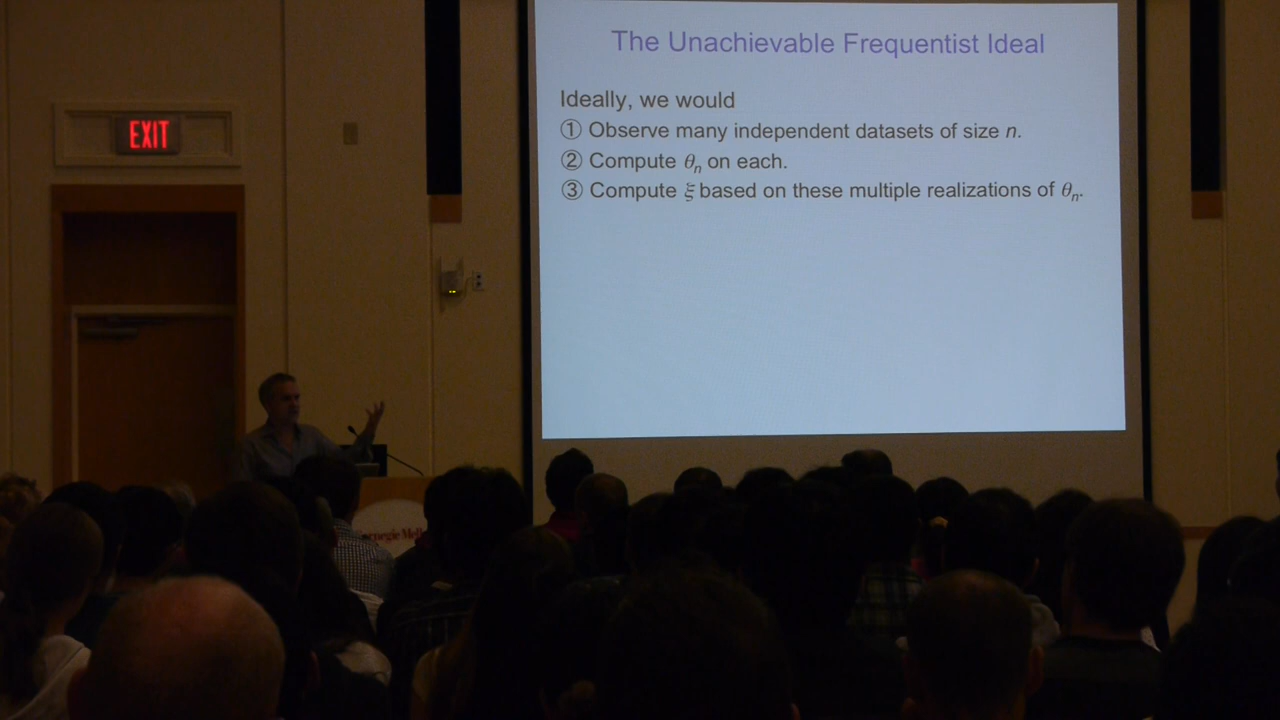 The Unachievable Frequentist Ideal
Ideally, we would
① Observe many independent datasets of size n.
② Compute θn on each.
③ Compute ξ based on these multiple realizations of θn.
EXIT